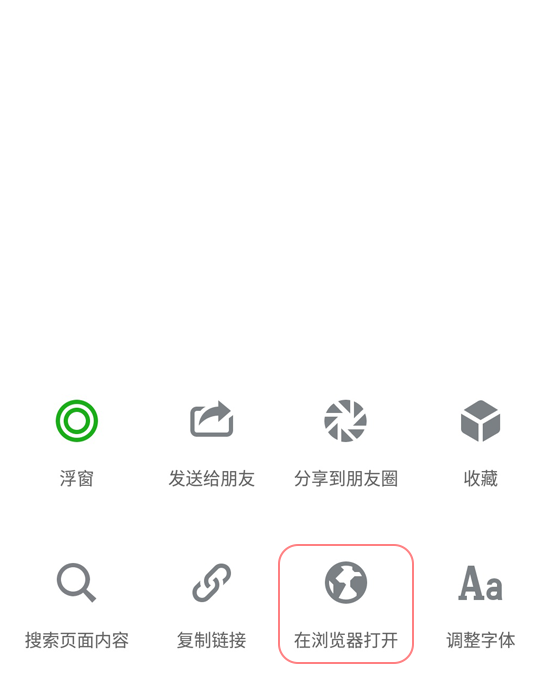 浮窗
发送给朋友
分享到朋友圈
收藏
搜索页面内容
复制链接
在浏览器打开
Aa
调整字体